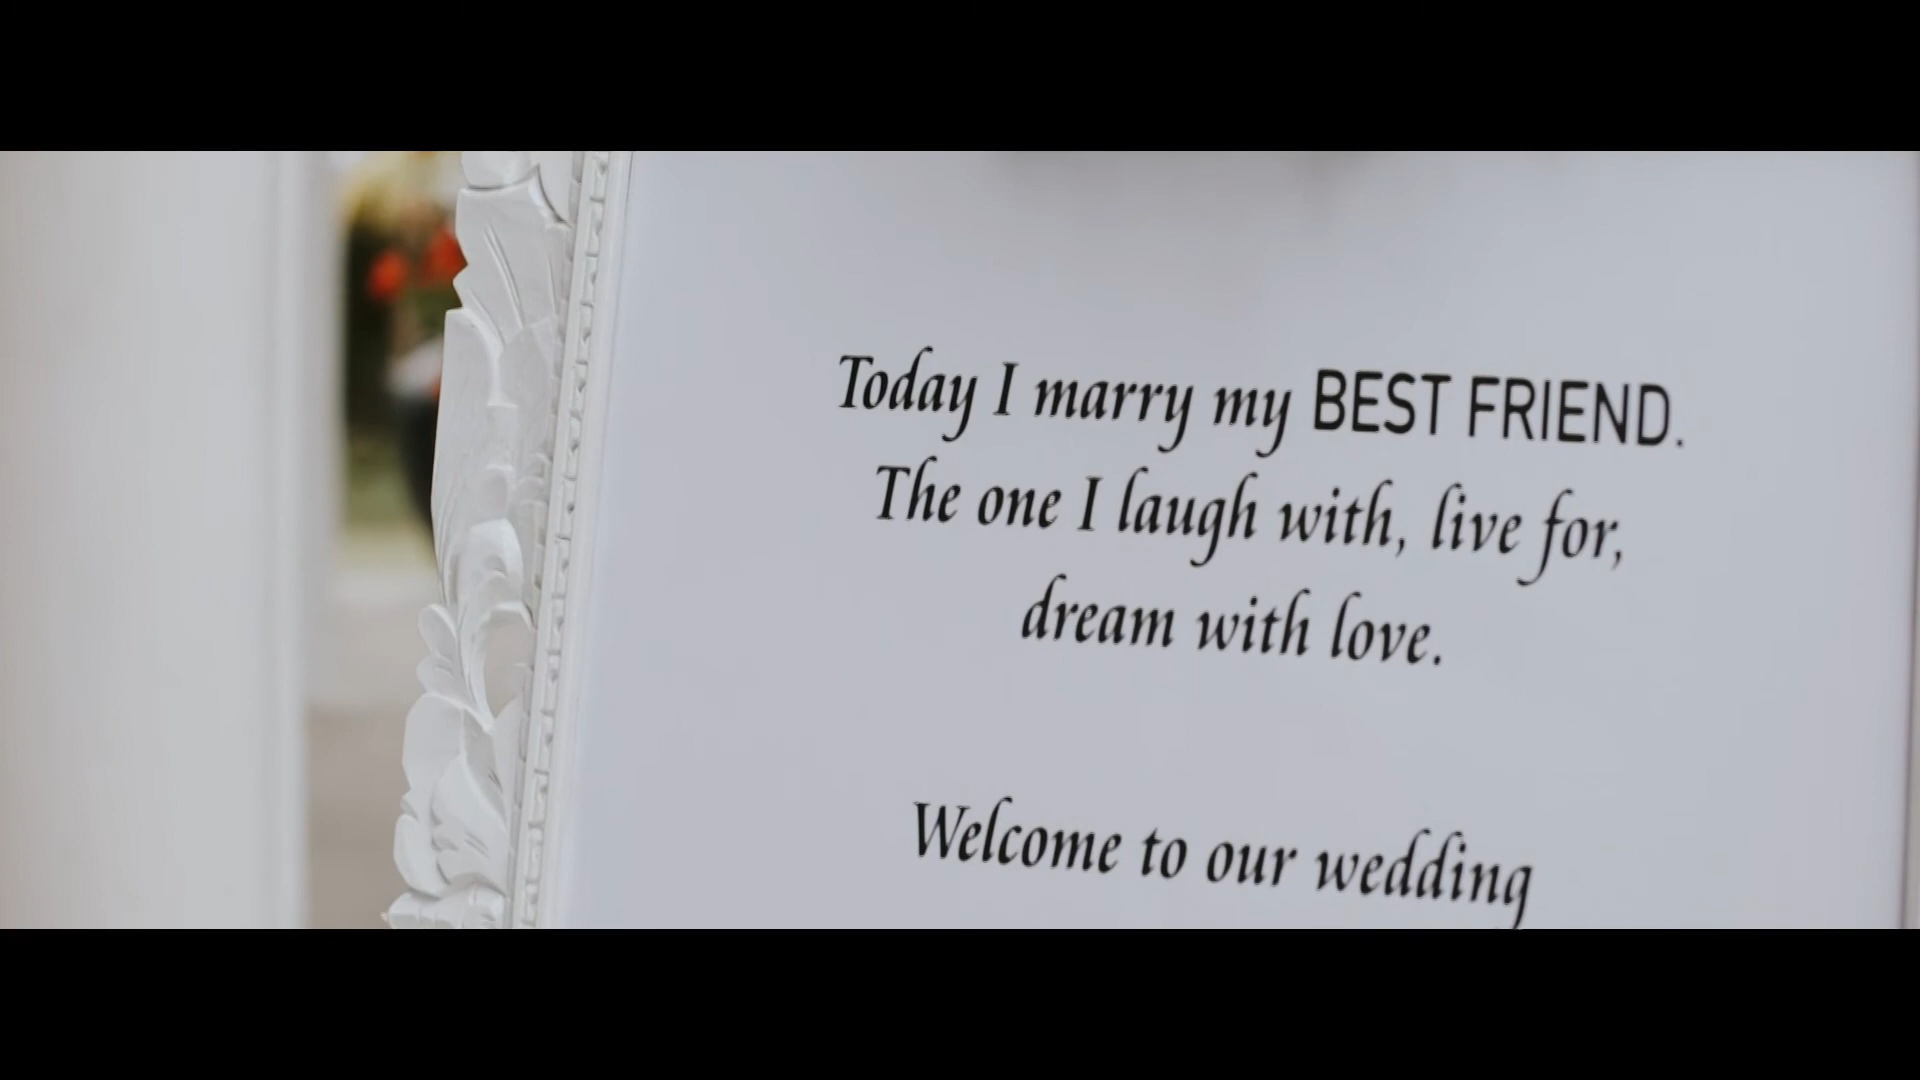 Today I marry my BEST FRIEND.
The one I laugh with, live for,
dream with love.
Welcome to our wedding